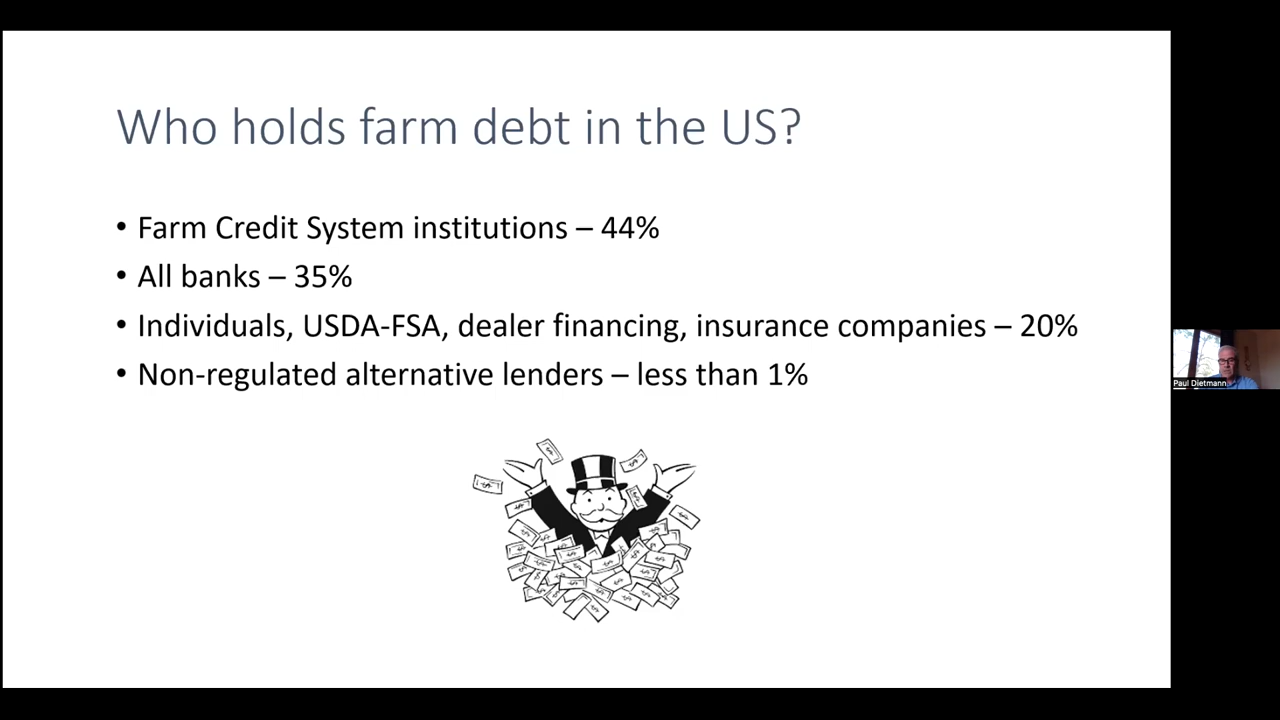 Who holds farm debt in the US?
• Farm Credit System institutions – 44%
• All banks – 35%
• Individuals, USDA-FSA, dealer financing, insurance companies – 20%
• Non-regulated alternative lenders – less than 1%
Paul Dietmann